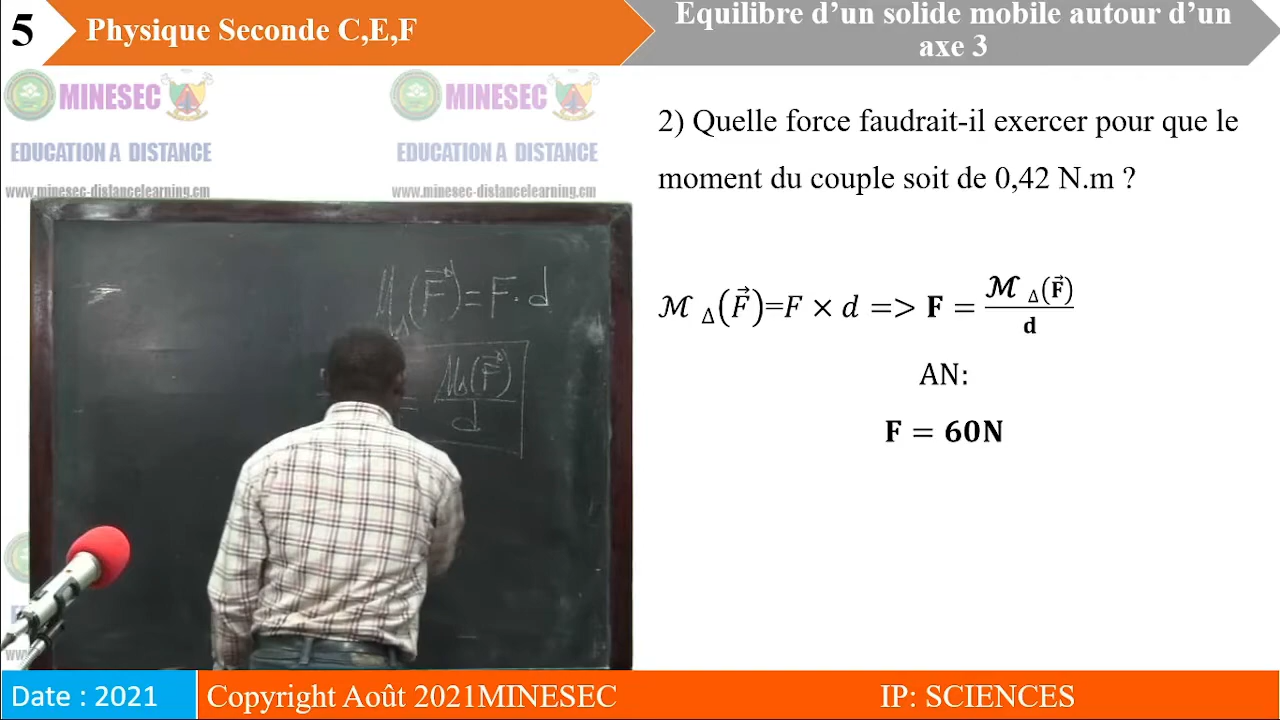 5
Physique Seconde C,E,F
Equilibre d’un solide mobile autour d’un
axe 3
MINESEC
MINESEC
EDUCATION A DISTANCE
EDUCATION A DISTANCE
www.minesec-distancelearning.cm
www.minesec-distancelearning.cm
2) Quelle force faudrait-il exercer pour que le
moment du couple soit de 0,42 N.m ?
ℳ Δ(F⃗)=F × d => F = ℳ Δ(F⃗)/d
AN:
F = 60N
M Δ(F⃗) = F . d
M Δ(F⃗)
d
Date : 2021
Copyright Août 2021MINESEC
IP: SCIENCES